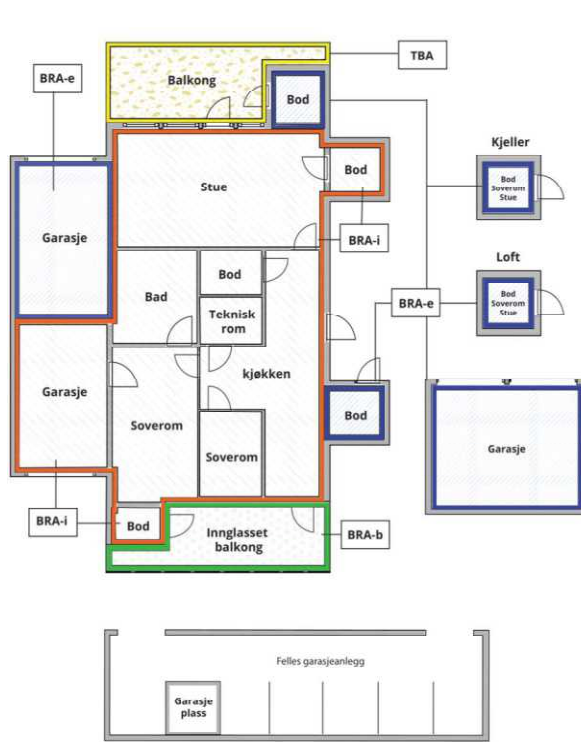 TBA
BRA-e
Balkong
Bod
Kjeller
Bod
Soverom
Stue
Stue
Bod
Garasje
BRA-i
Loft
Bod
Bad
Bod
Soverom
Stue
BRA-e
Teknisk
rom
Garasje
kjøkken
Bod
Soverom
Garasje
Soverom
BRA-i
Bod
Innglasset
balkong
BRA-b
Felles garasjeanlegg
Garasje
plass